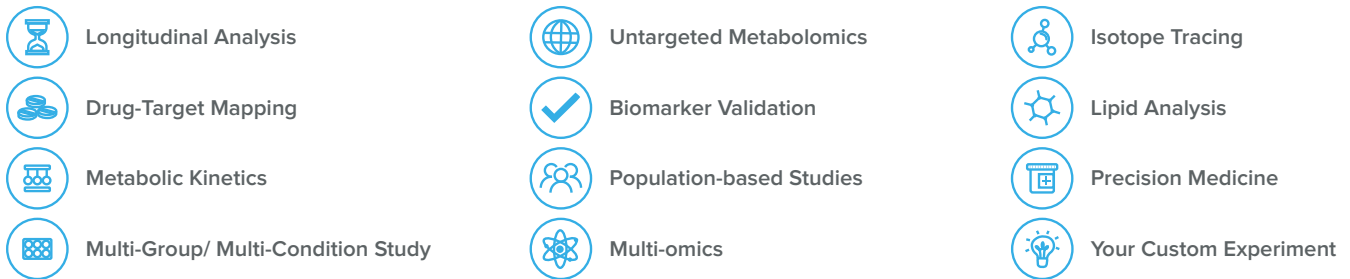 Longitudinal Analysis
Drug-Target Mapping
Metabolic Kinetics
Multi-Group/ Multi-Condition Study
Untargeted Metabolomics
Biomarker Validation
Population-based Studies
Multi-omics
Isotope Tracing
Lipid Analysis
Precision Medicine
Your Custom Experiment